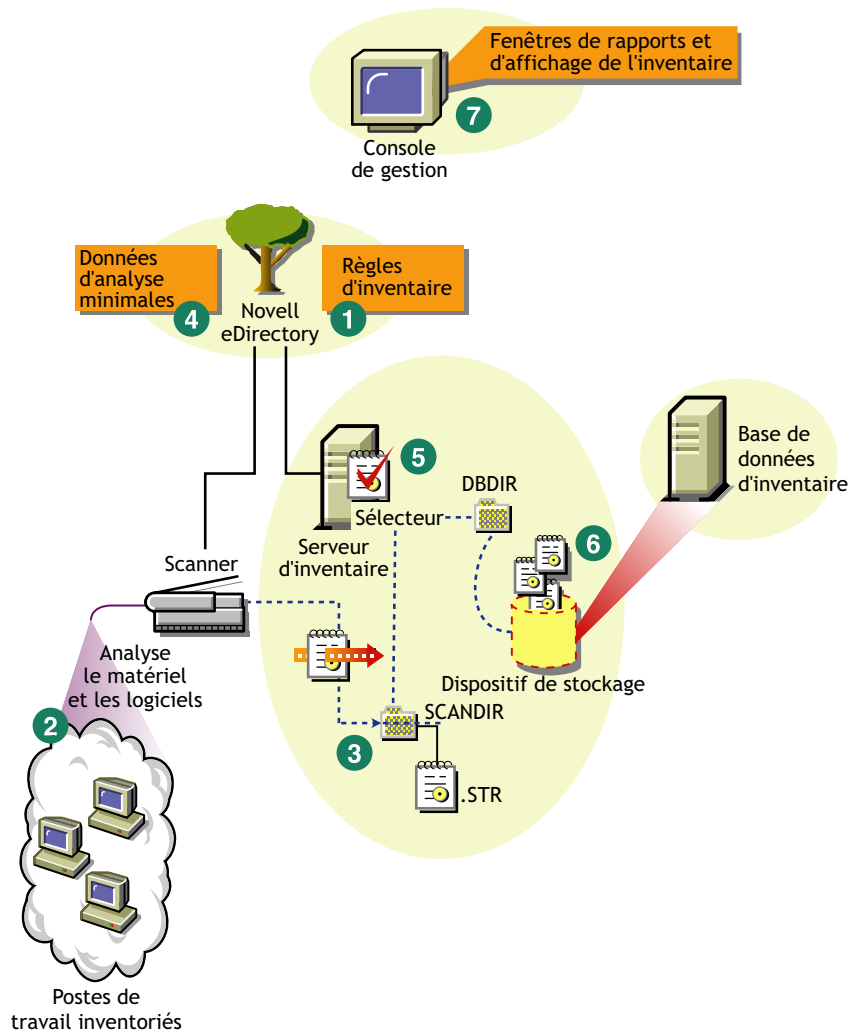 Fenêtres de rapports et
d'affichage de l'inventaire
7
Console
de gestion
Données
d'analyse
minimales
4
Novell
eDirectory
Règles
d'inventaire
1
5
Sélecteur
Serveur
d'inventaire
DBDIR
6
Base de
données
d'inventaire
Scanner
Dispositif de stockage
Analyse
le matériel
et les logiciels
SCANDIR
2
3
.STR
Postes de
travail inventoriés